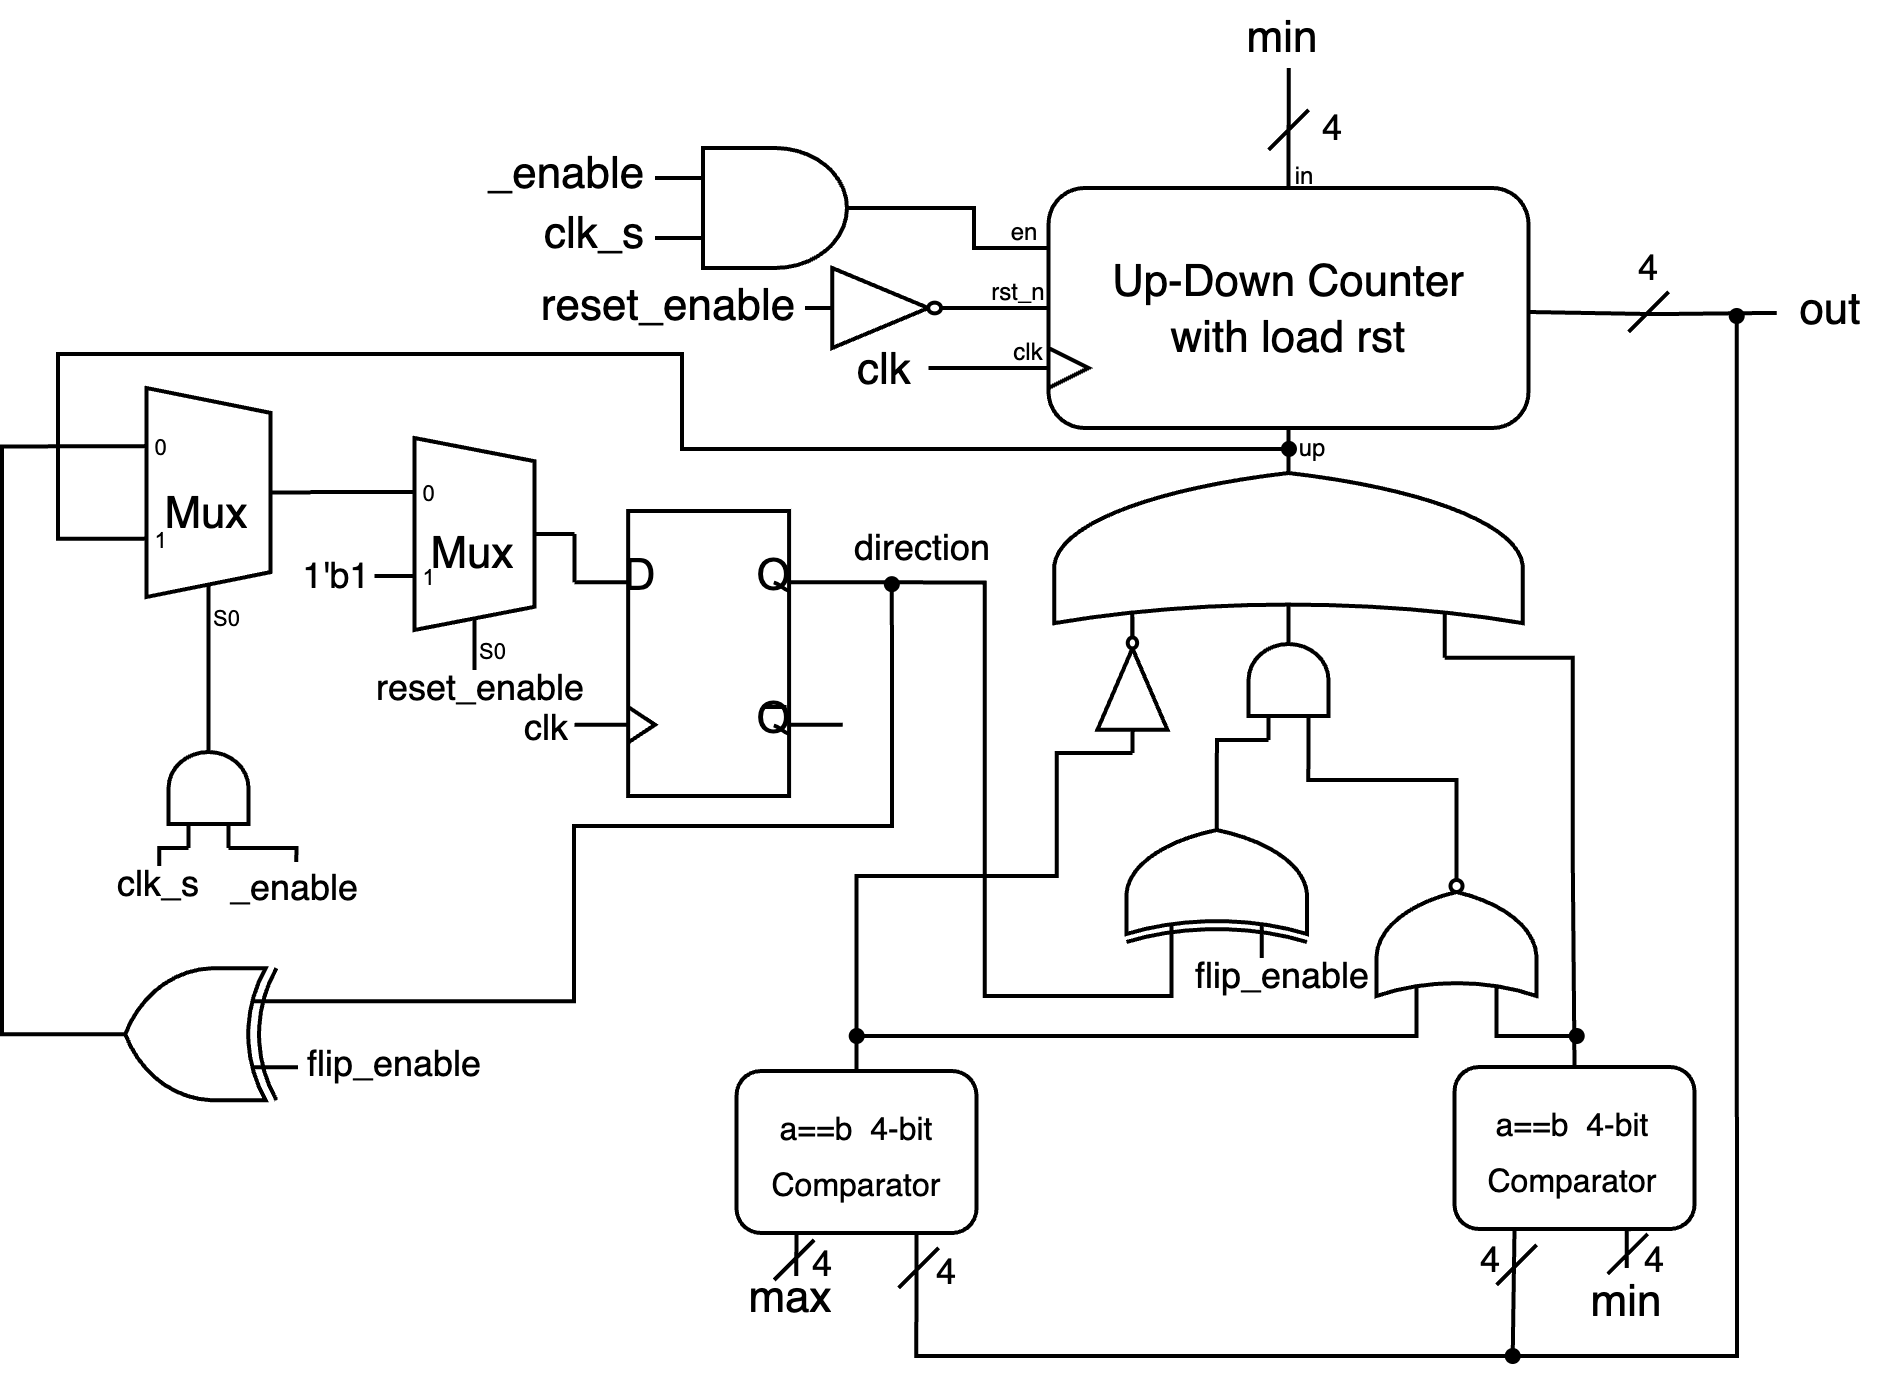 min
4
in
_enable
clk_s
en
reset_enable
rst_n
clk
clk
Up-Down Counter
with load rst
4
out
up
0
Mux
1
S0
0
Mux
1'b1
1
S0
reset_enable
D
Q
clk
Q
direction
clk_s
_enable
flip_enable
flip_enable
a==b 4-bit
Comparator
4
max
4
a==b 4-bit
Comparator
4
4
min